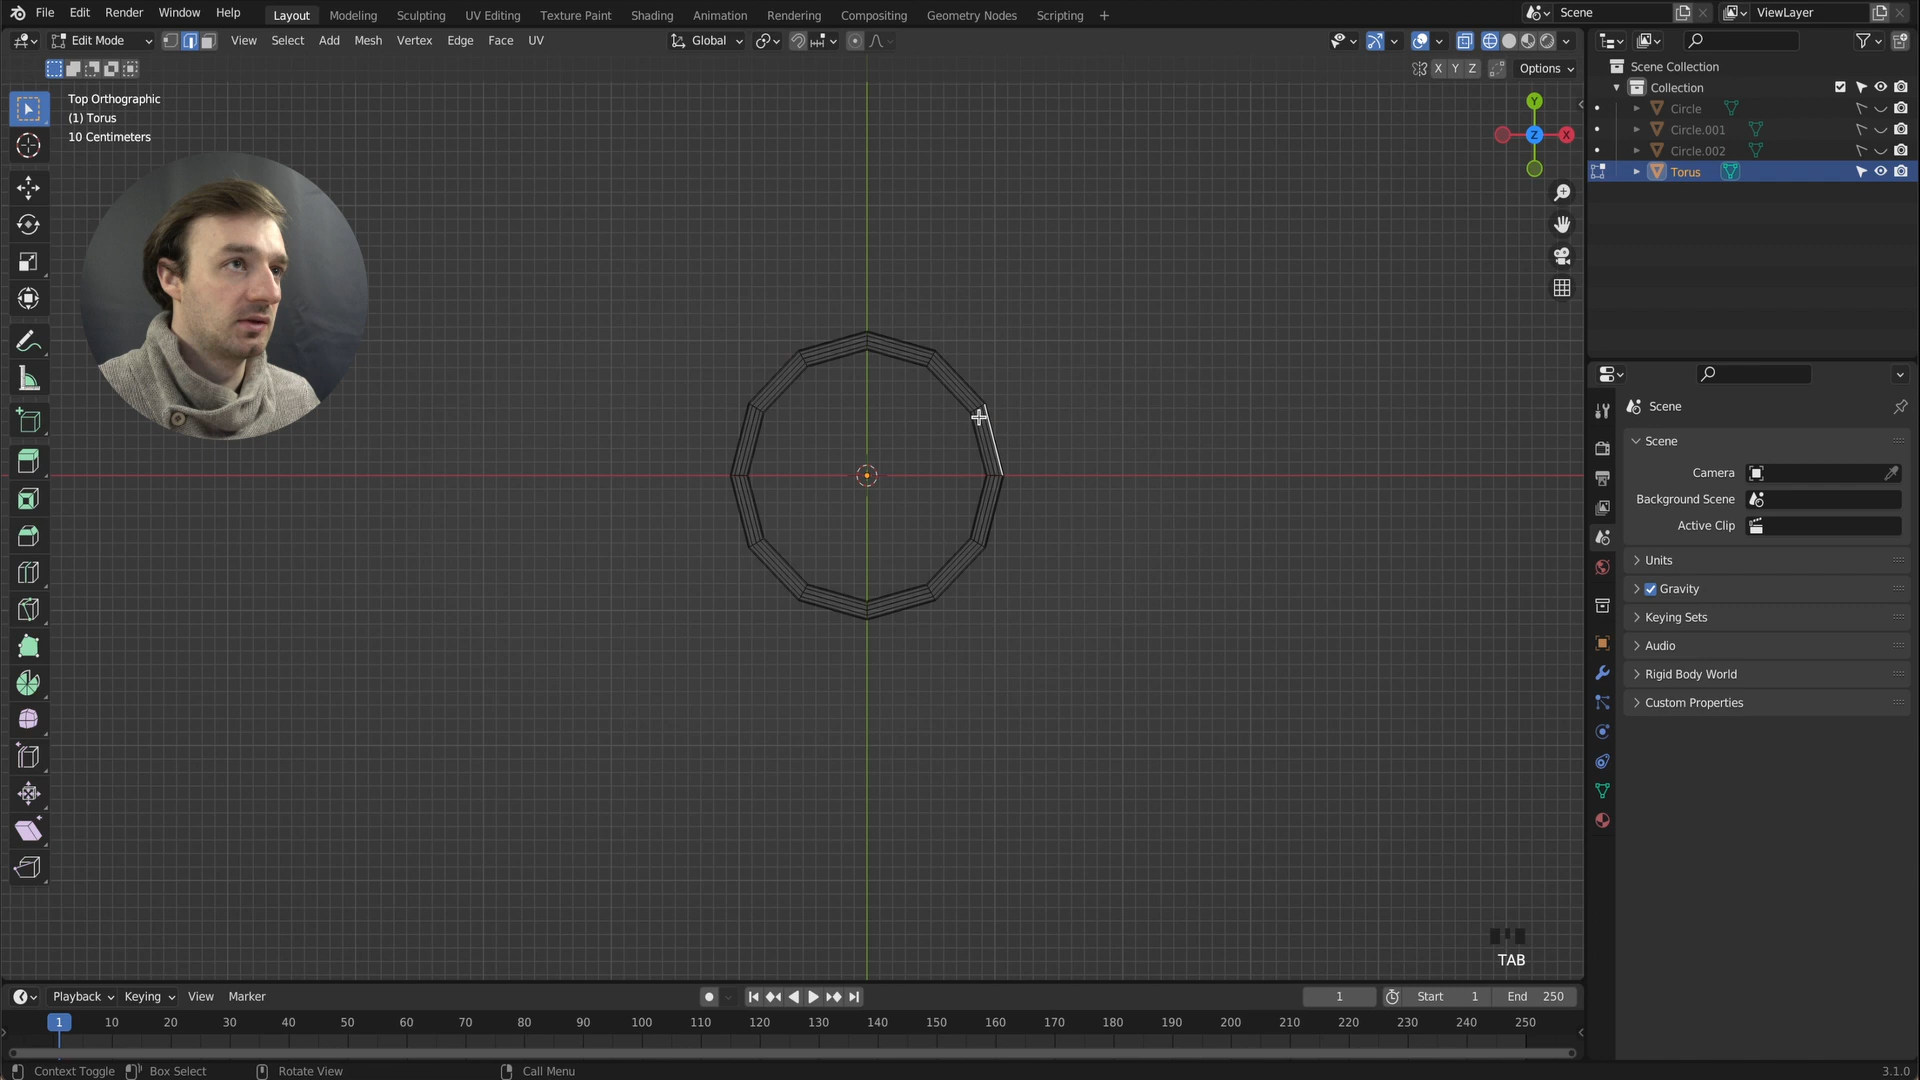 File Edit Render Window Help Layout Modeling Sculpting UV Editing Texture Paint Shading Animation Rendering Compositing Geometry Nodes Scripting + Scene ViewLayer
Edit Mode View Select Add Mesh Vertex Edge Face UV Global
X Y Z Options
Top Orthographic
(1) Torus
10 Centimeters
Y
Z X
Scene Collection
Collection
Circle
Circle.001
Circle.002
Torus
Scene
Scene
Camera
Background Scene
Active Clip
Units
Gravity
Keying Sets
Audio
Rigid Body World
Custom Properties
TAB
Playback Keying View Marker 1 Start 1 End 250
1 10 20 30 40 50 60 70 80 90 100 110 120 130 140 150 160 170 180 190 200 210 220 230 240 250
Context Toggle Box Select Rotate View Call Menu 3.1.0